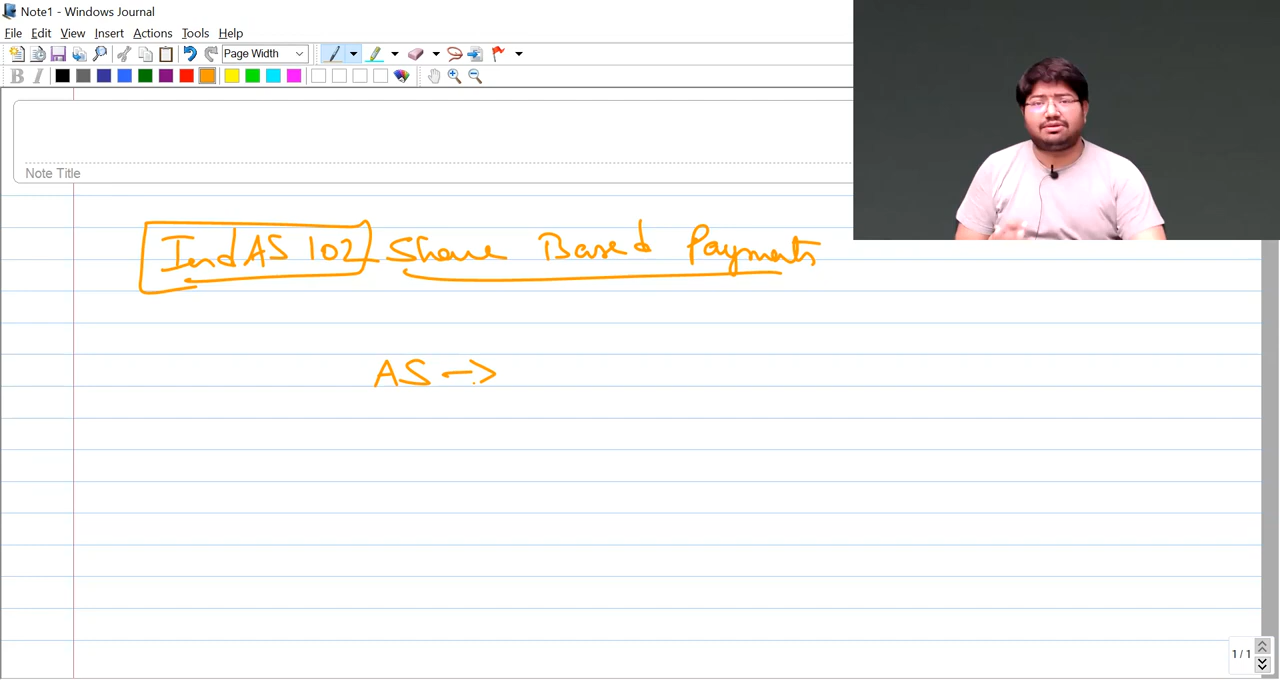 Note1 - Windows Journal
File Edit View Insert Actions Tools Help
Page Width
B I
Note Title
Ind AS 102 - Share Based Payments
AS ->
1 / 1